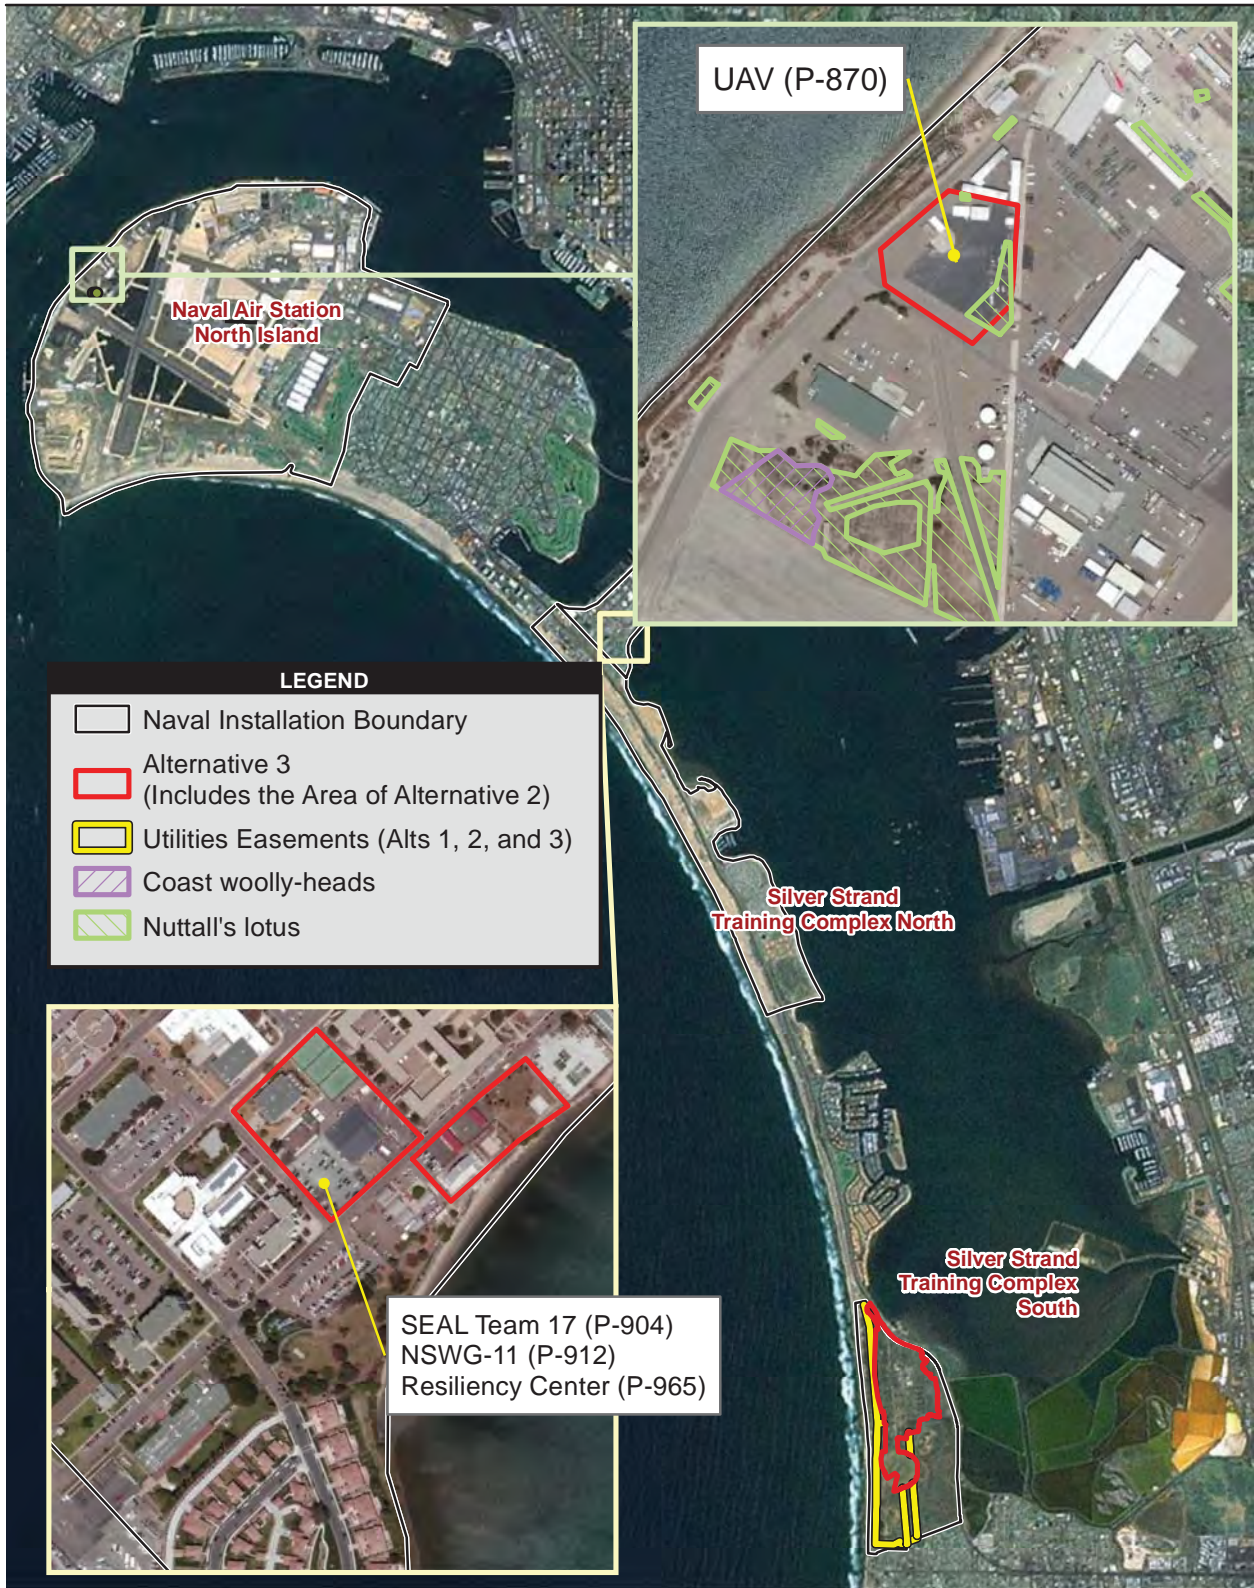 UAV (P-870)
Naval Air Station
North Island
LEGEND
Naval Installation Boundary
Alternative 3
(Includes the Area of Alternative 2)
Utilities Easements (Alts 1, 2, and 3)
Coast woolly-heads
Nuttall's lotus
Silver Strand
Training Complex North
Silver Strand
Training Complex
South
SEAL Team 17 (P-904)
NSWG-11 (P-912)
Resiliency Center (P-965)